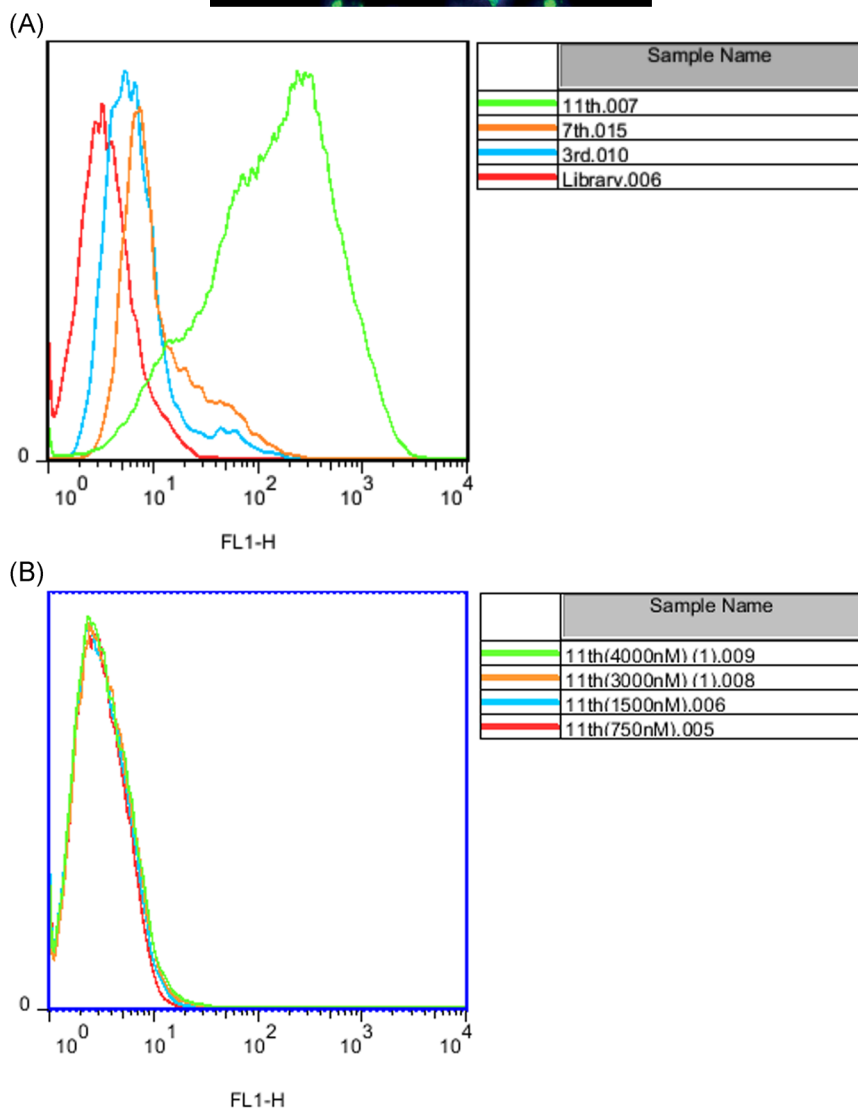 (A)
Sample Name
11th.007
7th.015
3rd.010
Library.006
0
10^0 10^1 10^2 10^3 10^4
FL1-H
(B)
Sample Name
11th(4000nM) (1).009
11th(3000nM) (1).008
11th(1500nM).006
11th(750nM).005
0
10^0 10^1 10^2 10^3 10^4
FL1-H